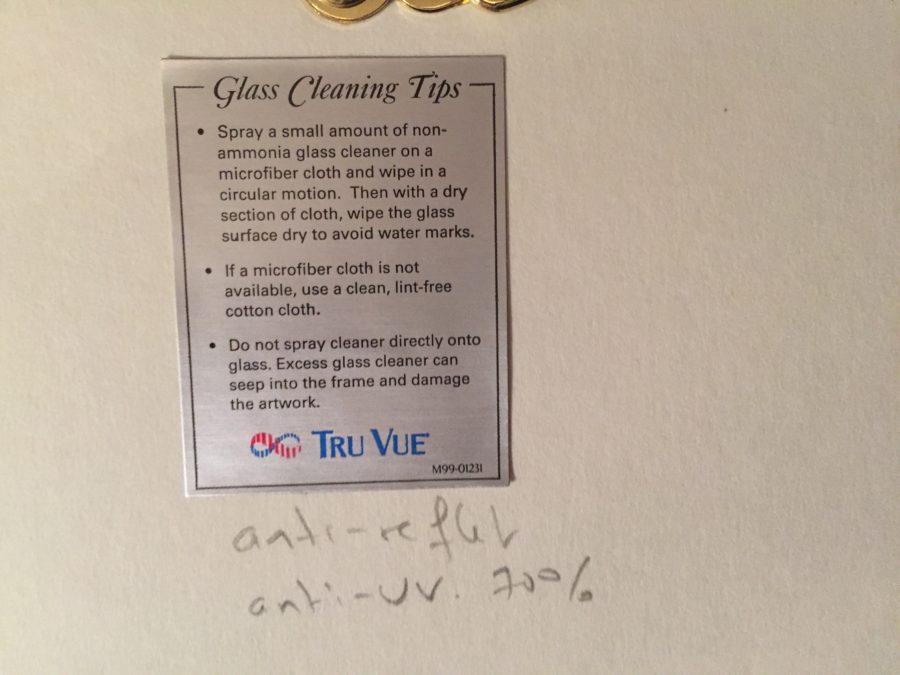 Glass Cleaning Tips
• Spray a small amount of non-
ammonia glass cleaner on a
microfiber cloth and wipe in a
circular motion. Then with a dry
section of cloth, wipe the glass
surface dry to avoid water marks.
• If a microfiber cloth is not
available, use a clean, lint-free
cotton cloth.
• Do not spray cleaner directly onto
glass. Excess glass cleaner can
seep into the frame and damage
the artwork.
TRU VUE
M99-01231
anti-reflet
anti-UV. 70%